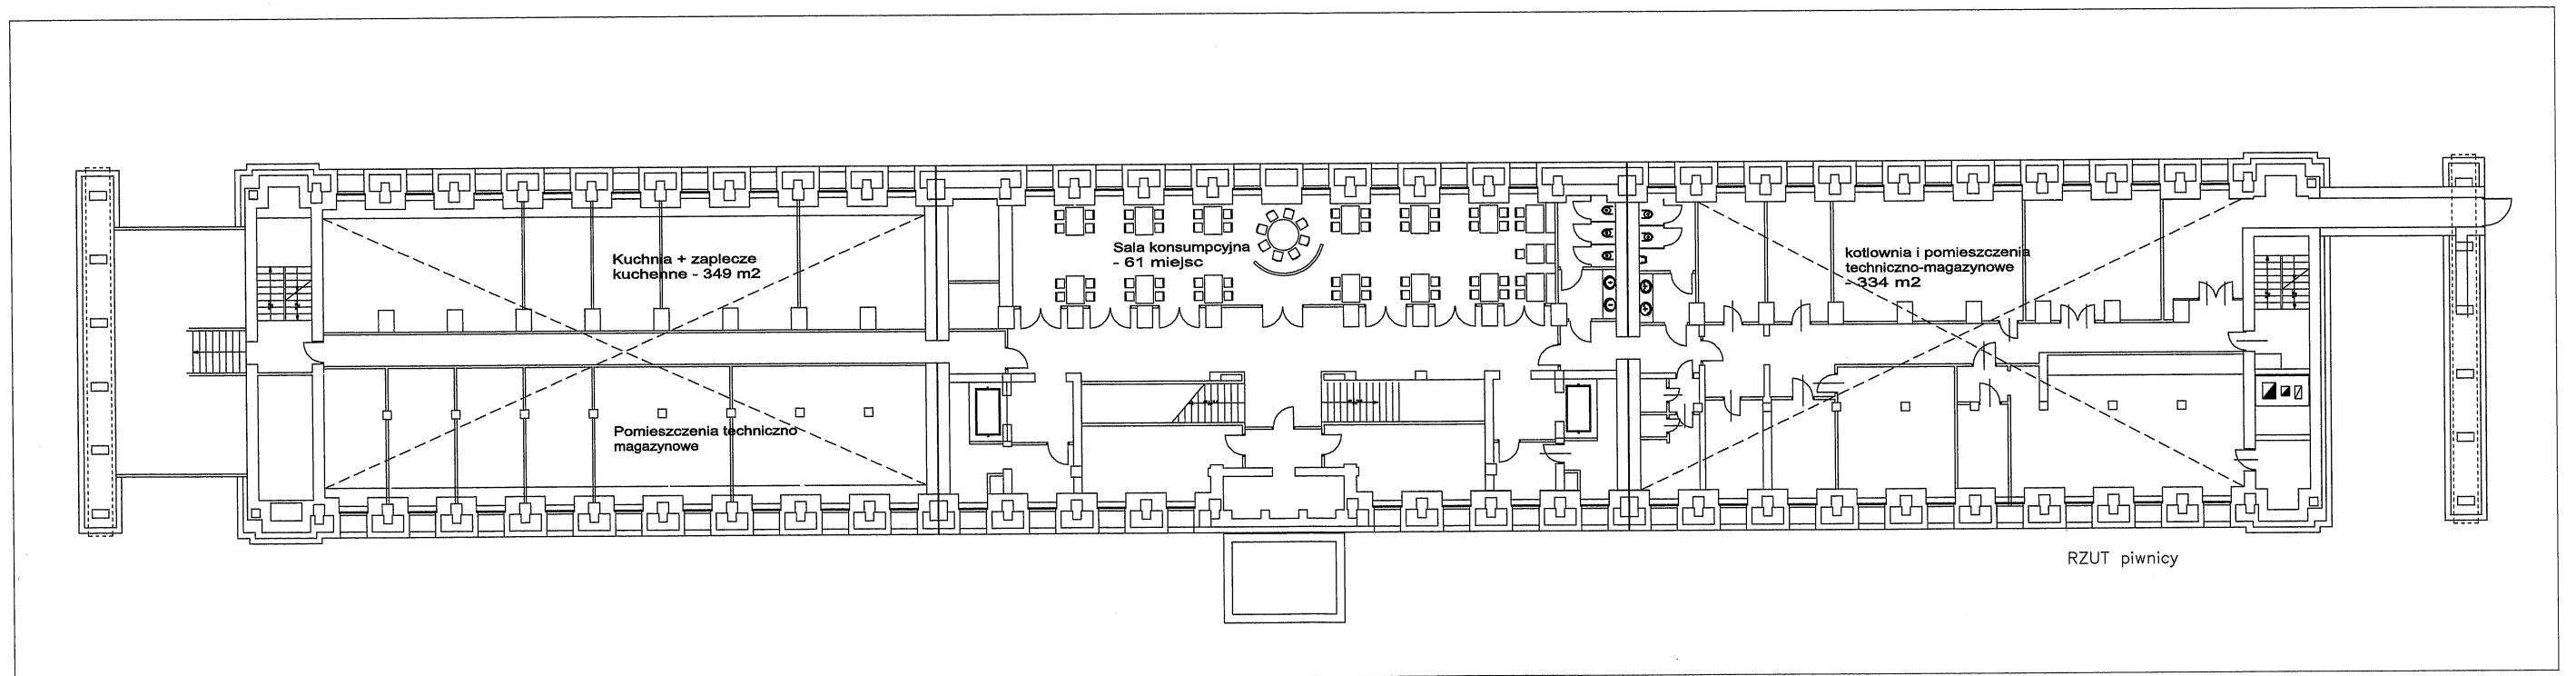 Kuchnia + zaplecze
kuchenne - 349 m2
Sala konsumpcyjna
- 61 miejsc
kotlownia i pomieszczenia
techniczno-magazynowe
- 334 m2
Pomieszczenia techniczno
magazynowe
RZUT piwnicy